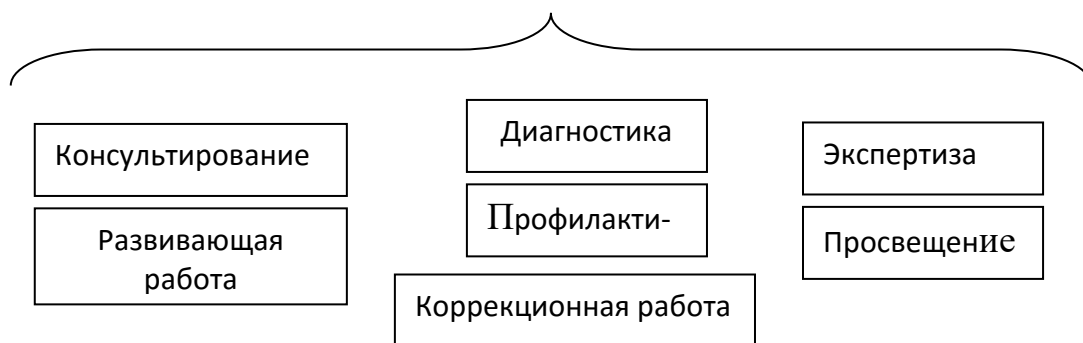 Консультирование
Развивающая
работа
Диагностика
Профилакти-
Коррекционная работа
Экспертиза
Просвещение